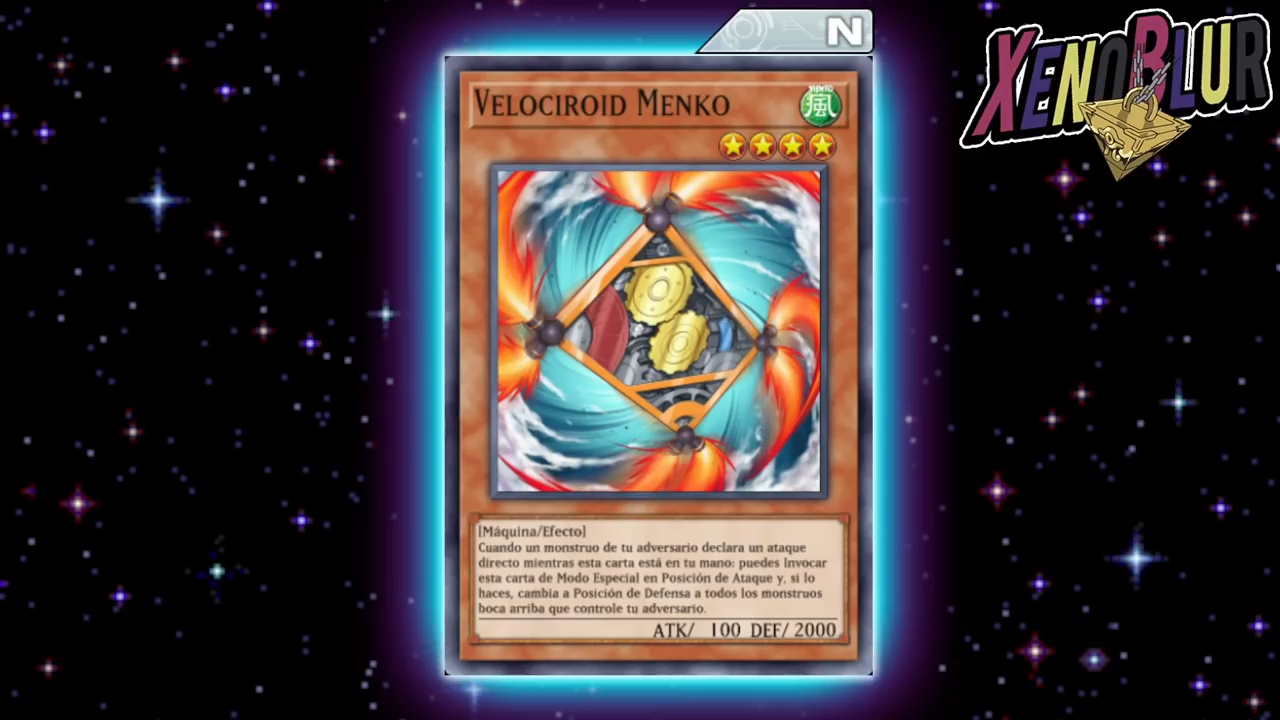 N
XENOBLUR
VELOCIROID MENKO
風
[Máquina/Efecto]
Cuando un monstruo de tu adversario declara un ataque
directo mientras esta carta está en tu mano: puedes Invocar
esta carta de Modo Especial en Posición de Ataque y, si lo
haces, cambia a Posición de Defensa a todos los monstruos
boca arriba que controle tu adversario.
ATK/ 100 DEF/ 2000